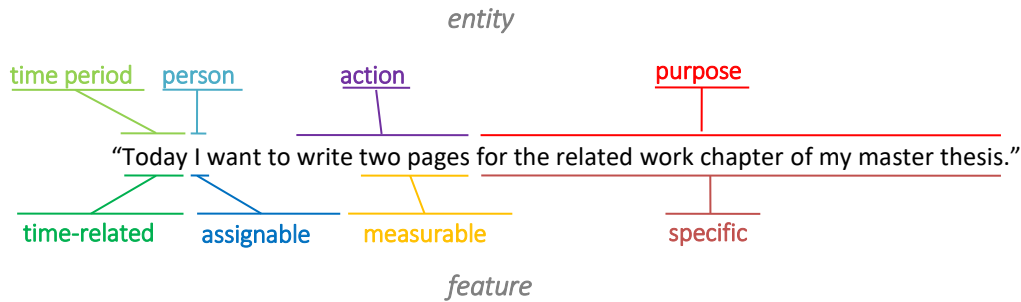 entity
time period person action purpose
“Today I want to write two pages for the related work chapter of my master thesis.”
time-related assignable measurable specific
feature